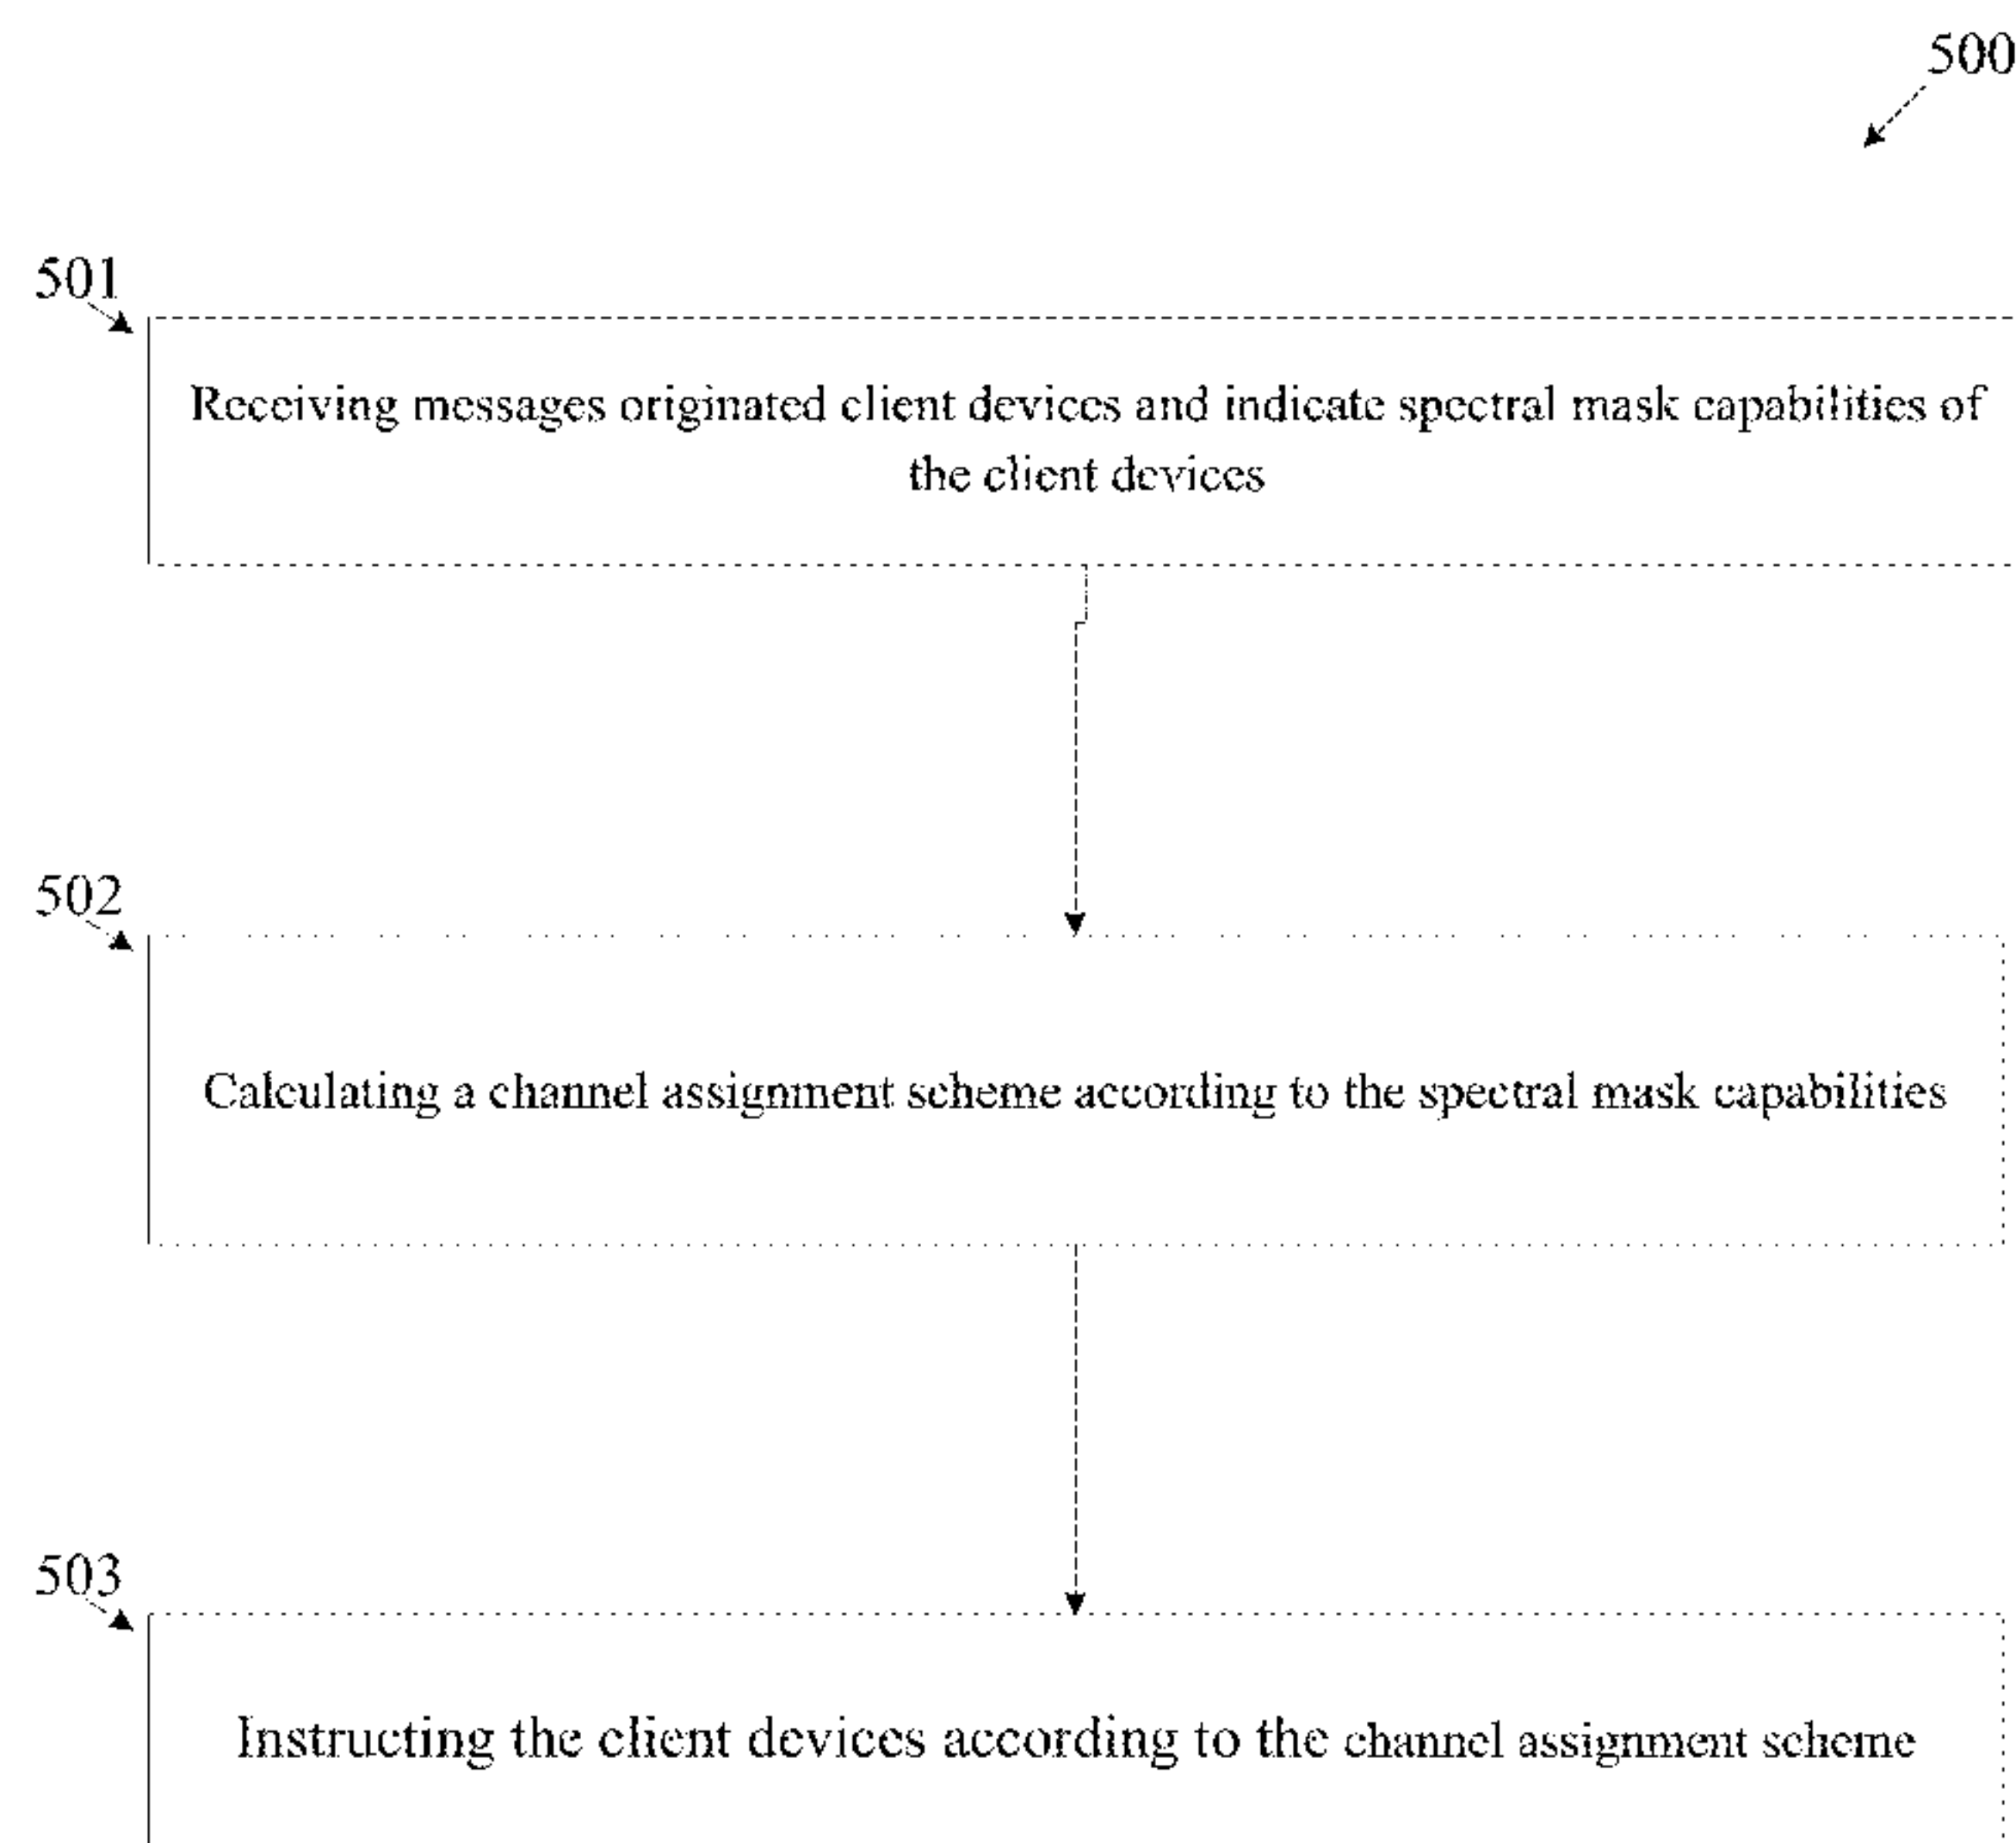 500
501
Receiving messages originated client devices and indicate spectral mask capabilities of
the client devices
502
Calculating a channel assignment scheme according to the spectral mask capabilities
503
Instructing the client devices according to the channel assignment scheme